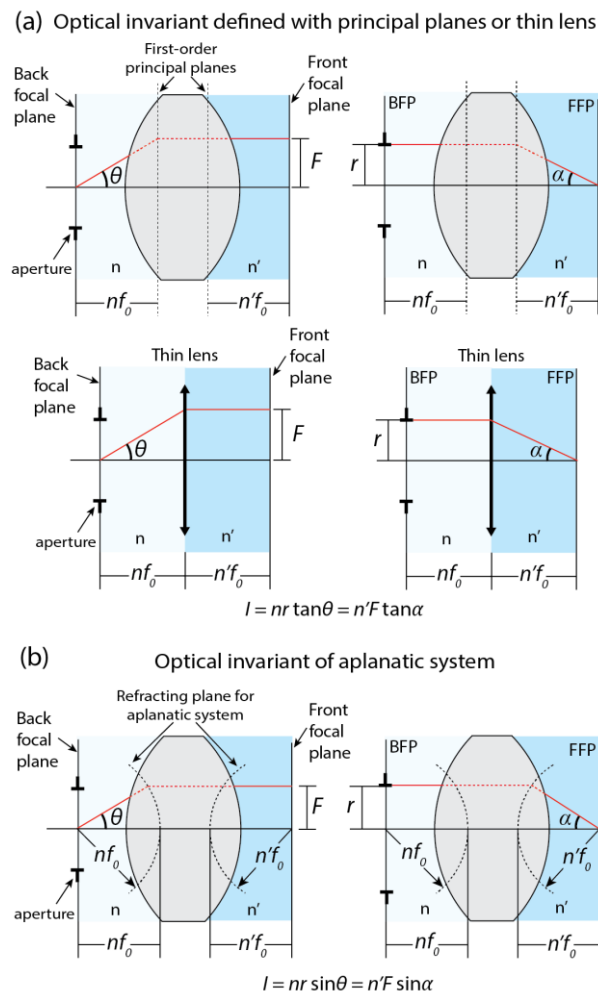 (a) Optical invariant defined with principal planes or thin lens
First-order
principal planes
Back
focal
plane
Front
focal
plane
θ
F
aperture
n
n'
nf₀
n'f₀
BFP
FFP
r
α
n
n'
nf₀
n'f₀
Back
focal
plane
Thin lens
Front
focal
plane
θ
F
aperture
n
n'
nf₀
n'f₀
Thin lens
BFP
FFP
r
α
n
n'
nf₀
n'f₀
I = nr tanθ = n'F tanα
(b) Optical invariant of aplanatic system
Refracting plane for
aplanatic system
Back
focal
plane
Front
focal
plane
θ
F
nf₀
n'f₀
aperture
n
n'
nf₀
n'f₀
BFP
FFP
r
α
nf₀
n'f₀
n
n'
nf₀
n'f₀
I = nr sinθ = n'F sinα